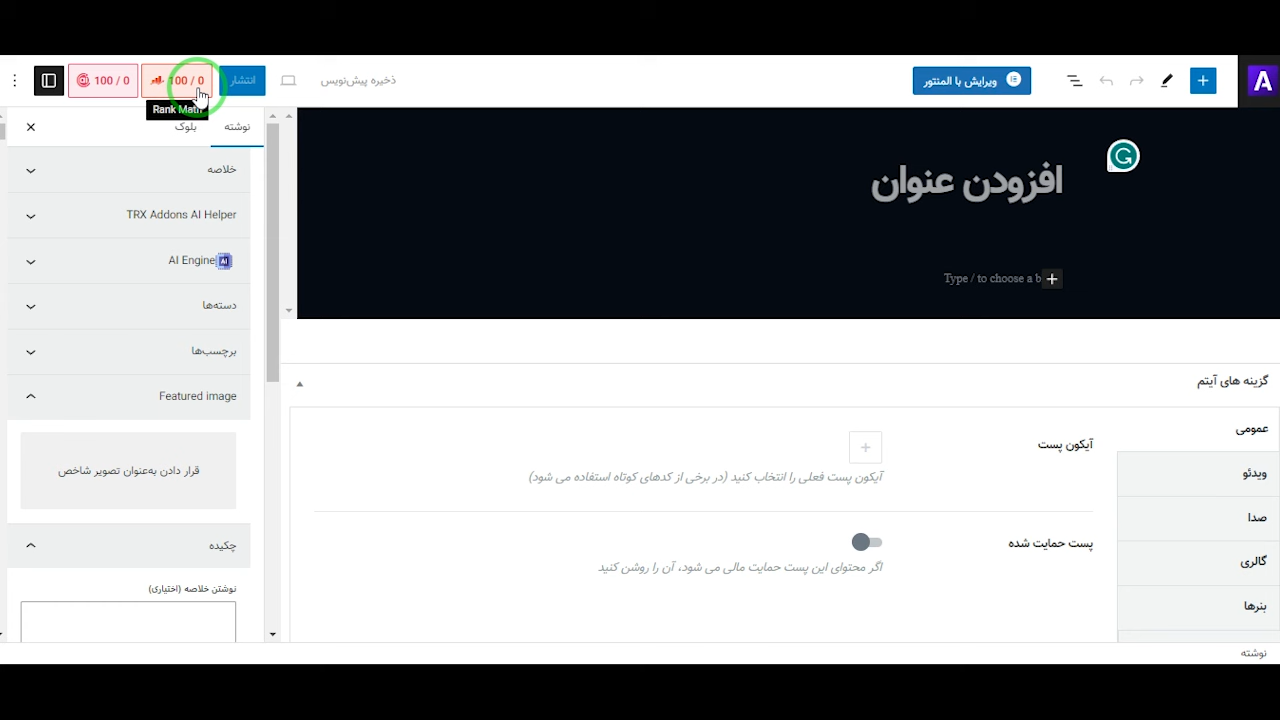 ویرایش با المنتور
ذخیره پیش‌نویس
انتشار
100 / 0
100 / 0
Rank Math
نوشته
بلوک
خلاصه
TRX Addons AI Helper
AI Engine
دسته‌ها
برچسب‌ها
Featured image
قرار دادن به‌عنوان تصویر شاخص
چکیده
نوشتن خلاصه (اختیاری)
افزودن عنوان
Type / to choose a b
گزینه های آیتم
عمومی
ویدئو
صدا
گالری
بنرها
آیکون پست
آیکون پست فعلی را انتخاب کنید (در برخی از کدهای کوتاه استفاده می شود)
پست حمایت شده
اگر محتوای این پست حمایت مالی می شود، آن را روشن کنید
نوشته